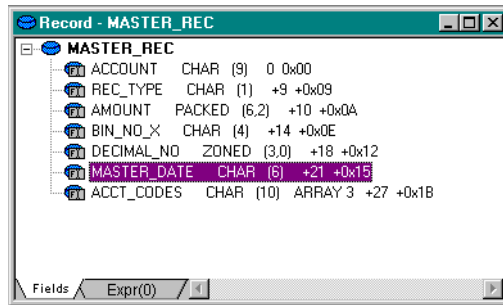 Record - MASTER_REC
MASTER_REC
ACCOUNT CHAR (9) 0 0x00
REC_TYPE CHAR (1) +9 +0x09
AMOUNT PACKED (6,2) +10 +0x0A
BIN_NO_X CHAR (4) +14 +0x0E
DECIMAL_NO ZONED (3,0) +18 +0x12
MASTER_DATE CHAR (6) +21 +0x15
ACCT_CODES CHAR (10) ARRAY 3 +27 +0x1B
Fields Expr(0)